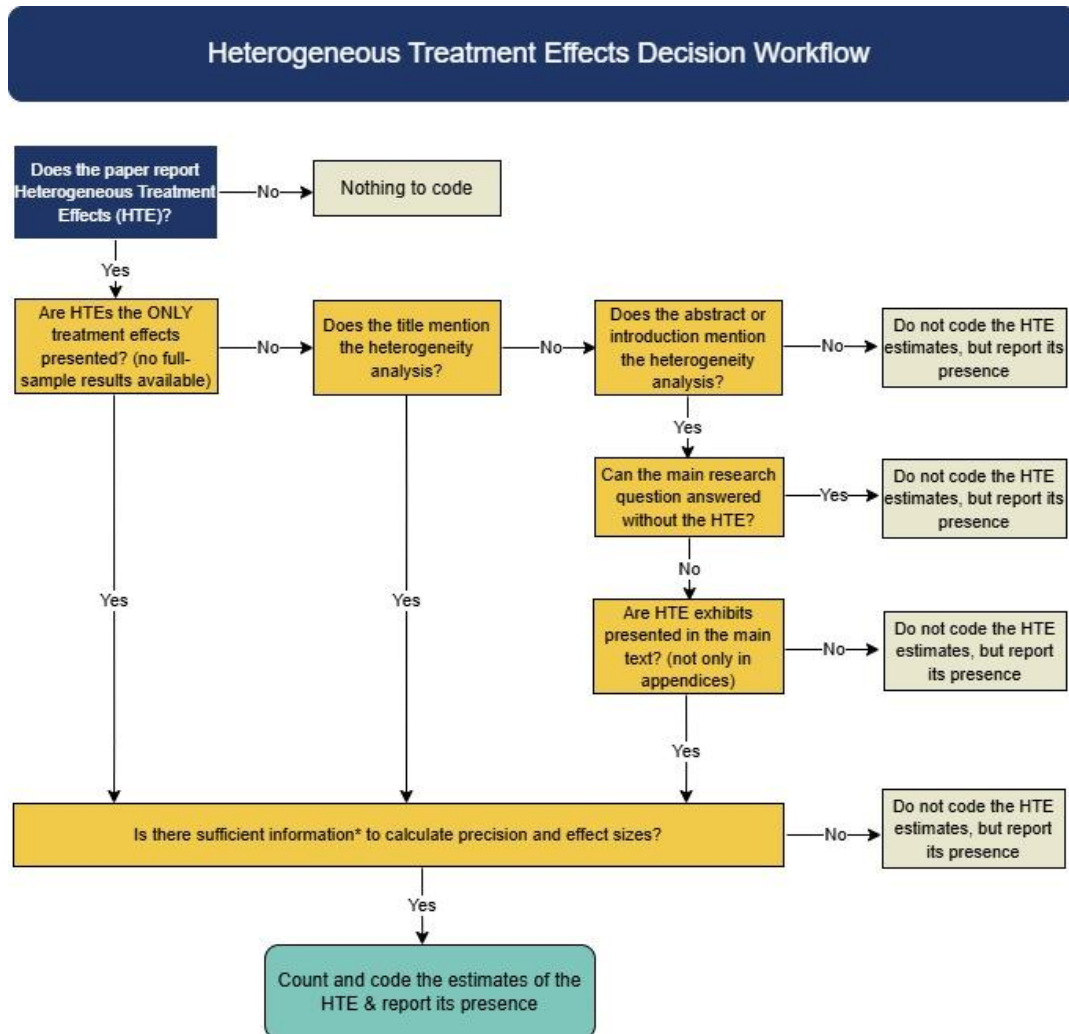 Heterogeneous Treatment Effects Decision Workflow
Does the paper report
Heterogeneous Treatment
Effects (HTE)?
No
Nothing to code
Yes
Are HTEs the ONLY
treatment effects
presented? (no full-
sample results available)
No
Does the title mention
the heterogeneity
analysis?
No
Does the abstract or
introduction mention
the heterogeneity
analysis?
No
Do not code the HTE
estimates, but report its
presence
Yes
Can the main research
question answered
without the HTE?
Yes
Do not code the HTE
estimates, but report its
presence
No
Yes
Yes
Are HTE exhibits
presented in the main
text? (not only in
appendices)
No
Do not code the HTE
estimates, but report
its presence
Yes
Is there sufficient information* to calculate precision and effect sizes?
No
Do not code the HTE
estimates, but report
its presence
Yes
Count and code the estimates of the
HTE & report its presence